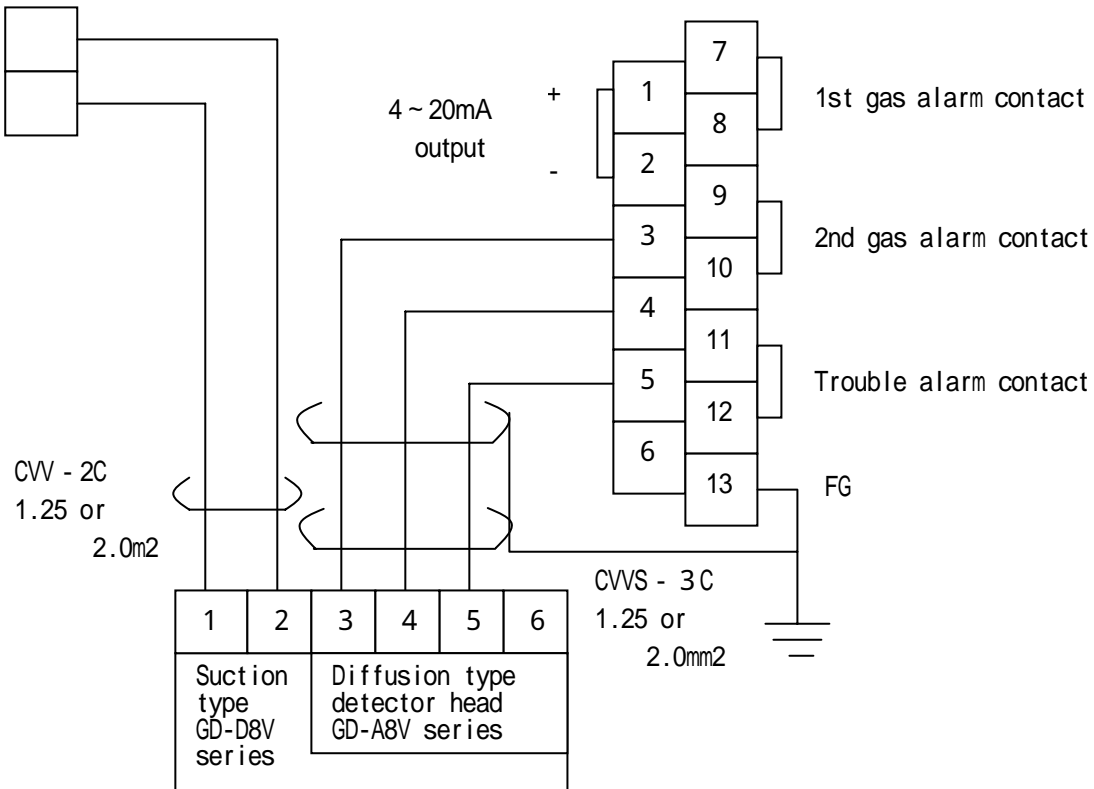 7
1
+
4~20mA
output
1st gas alarm contact
8
2
-
9
3
2nd gas alarm contact
10
4
11
5
Trouble alarm contact
12
6
13
FG
CVV - 2C
1.25 or
2.0m2
CVVS - 3C
1.25 or
2.0mm2
1 2 3 4 5 6
Suction
type
GD-D8V
series
Diffusion type
detector head
GD-A8V series